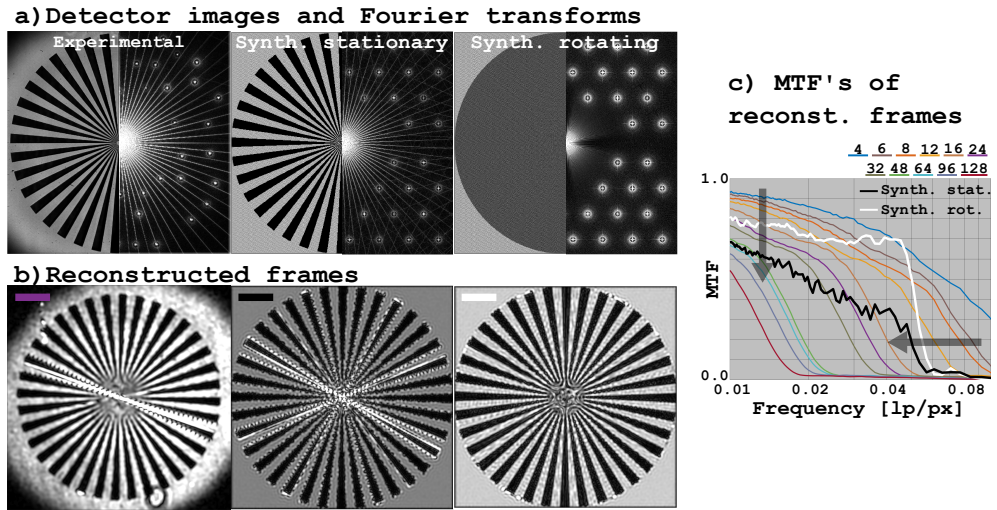 a)Detector images and Fourier transforms
Experimental
Synth. stationary
Synth. rotating
b)Reconstructed frames
c) MTF's of
reconst. frames
4 6 8 12 16 24
32 48 64 96 128
1.0
Synth. stat.
Synth. rot.
MTF
0.0
0.01 0.02 0.04 0.08
Frequency [lp/px]